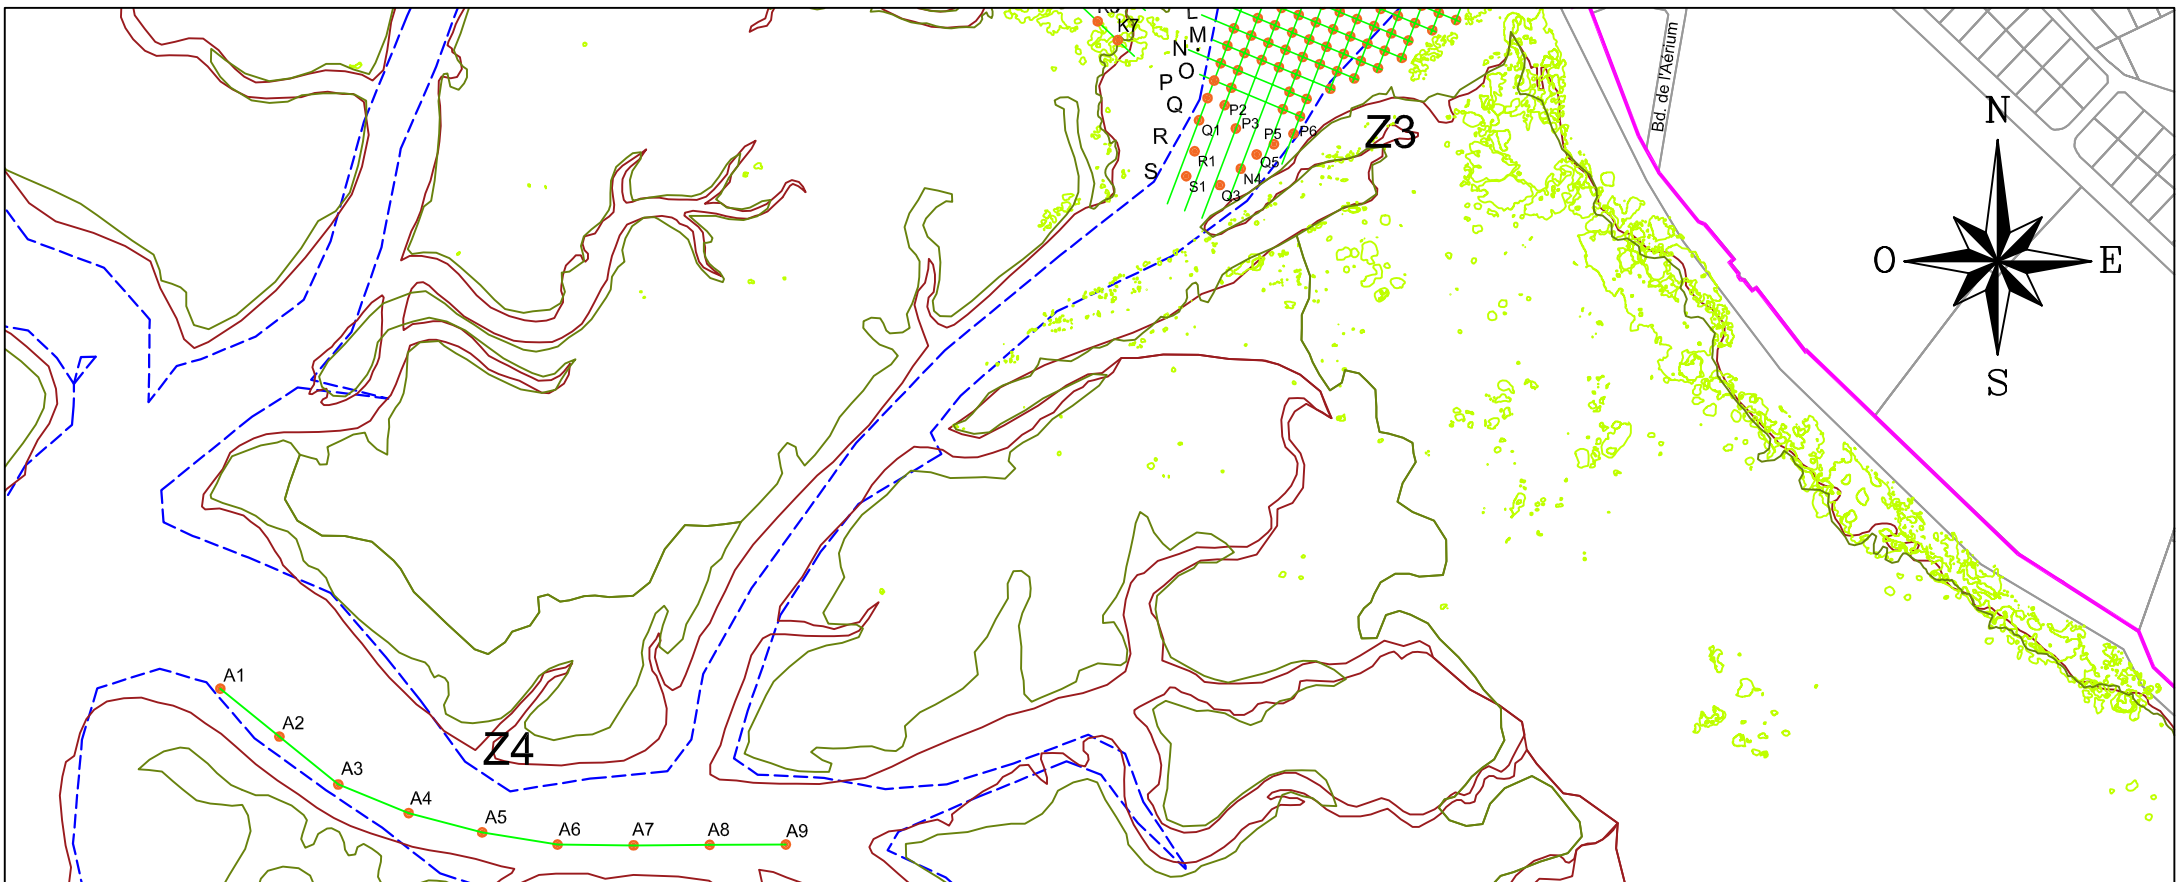 K7
L
M
N
O
P
Q
R
S
P2
Q1
P3
P5
P6
R1
Q5
S1
N4
Q3
Z3
Bd. de l'Aérium
N
O
E
S
A1
A2
A3
Z4
A4
A5
A6
A7
A8
A9